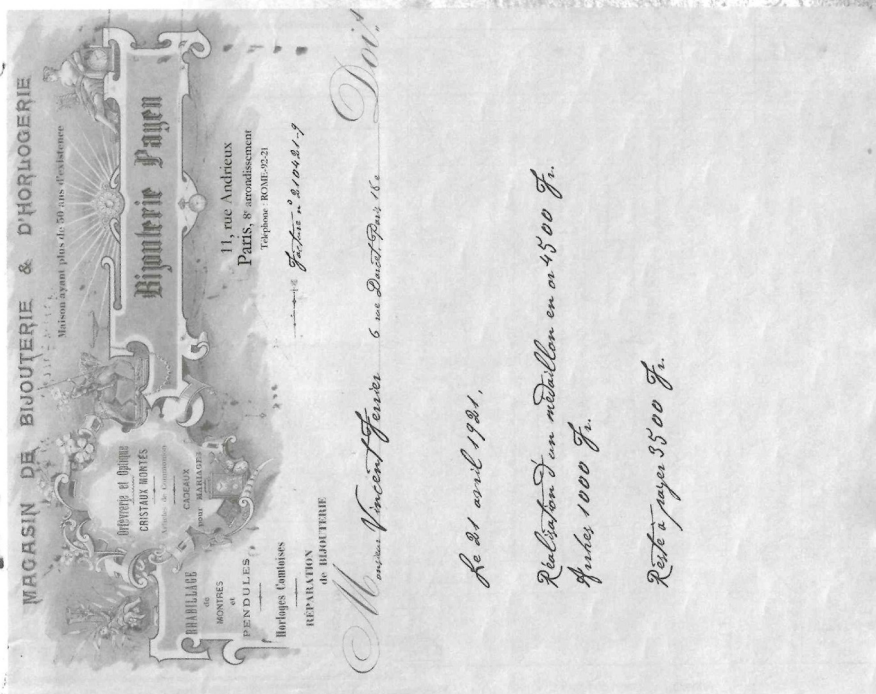 MAGASIN DE BIJOUTERIE & D'HORLOGERIE
Maison ayant plus de 50 ans d'existence
Bijouterie Payen
Orfèvrerie et Optique
CRISTAUX MONTÉS
CADEAUX
pour MARIAGES
RHABILLAGE
de
MONTRES
et
PENDULES
Horloges Comtoises
RÉPARATION
de BIJOUTERIE
11, rue Andrieux
Paris, 8e arrondissement
Téléphone : ROME-92-21
Facture n° 210421-9
Monsieur Vincent Ferrier 6 rue Paris 16e Doit
Le 21 avril 1921.
Réalisation d'un médaillon en or 4500 Fr.
Arrhes 1000 Fr.
Reste à payer 3500 Fr.